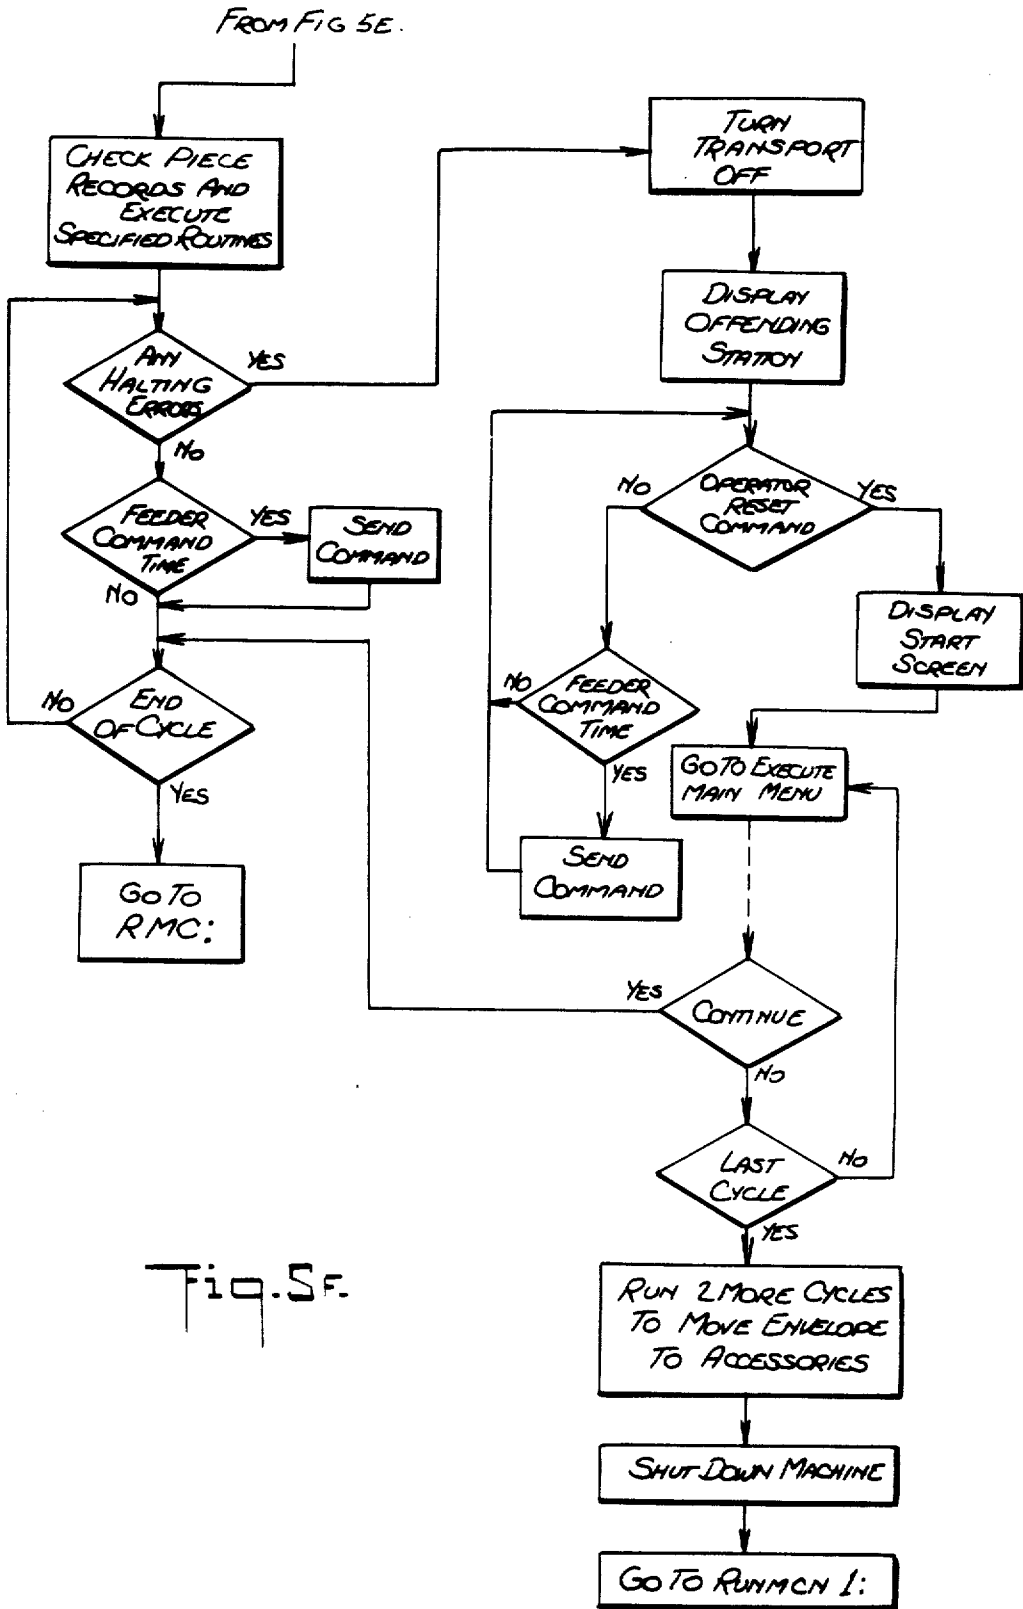 FROM FIG 5E.
CHECK PIECE
RECORDS AND
EXECUTE
SPECIFIED ROUTINES
ANY
HALTING
ERRORS
YES
NO
FEEDER
COMMAND
TIME
YES
SEND
COMMAND
NO
END
OF CYCLE
NO
YES
GO TO
RMC:
TURN
TRANSPORT
OFF
DISPLAY
OFFENDING
STATION
OPERATOR
RESET
COMMAND
NO
YES
DISPLAY
START
SCREEN
FEEDER
COMMAND
TIME
NO
YES
SEND
COMMAND
GO TO EXECUTE
MAIN MENU
CONTINUE
YES
NO
LAST
CYCLE
NO
YES
RUN 2 MORE CYCLES
TO MOVE ENVELOPE
TO ACCESSORIES
SHUT DOWN MACHINE
GO TO RUNMCN 1:
Fig. 5F.